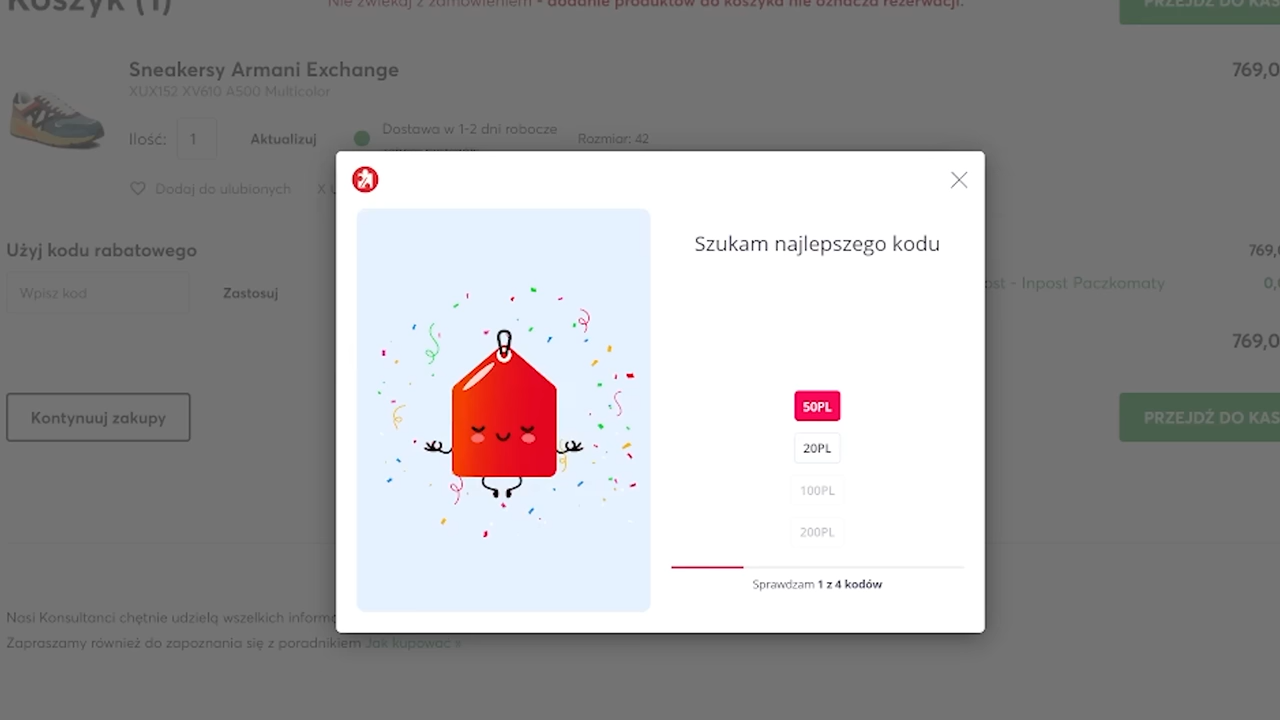 Koszyk (1)
Nie zwlekaj z zamówieniem - dodanie produktów do koszyka nie oznacza rezerwacji.
PRZEJDŹ DO KAS
Sneakersy Armani Exchange
769,0
XUX152 XV610 A500 Multicolor
Ilość:
1
Aktualizuj
Dostawa w 1-2 dni robocze
Rozmiar: 42
Dodaj do ulubionych
X
Szukam najlepszego kodu
Użyj kodu rabatowego
769,
Wpisz kod
Zastosuj
- Inpost Paczkomaty
0,
769,0
50PL
20PL
100PL
200PL
Kontynuuj zakupy
PRZEJDŹ DO KAS
Sprawdzam 1 z 4 kodów
Nasi Konsultanci chętnie udzielą wszelkich
Zapraszamy również do zapoznania się z poradnikiem Jak kupować »